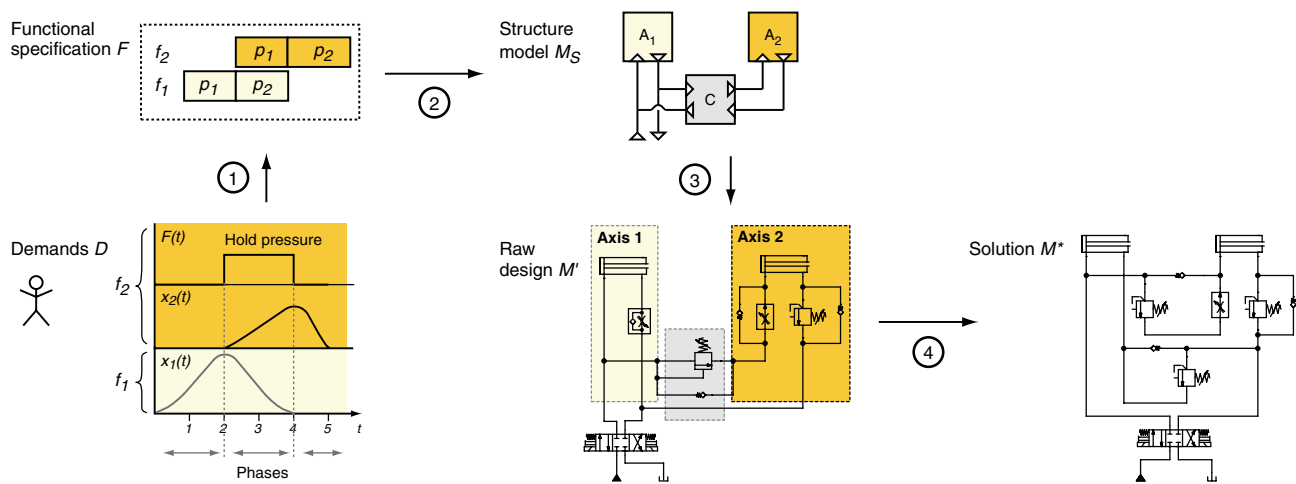 Functional
specification F
f2
p1
p2
f1
p1
p2
2
Structure
model MS
A1
A2
C
1
3
Demands D
f2
F(t)
Hold pressure
x2(t)
f1
x1(t)
1 2 3 4 5 t
Phases
Raw
design M'
Axis 1
Axis 2
4
Solution M*